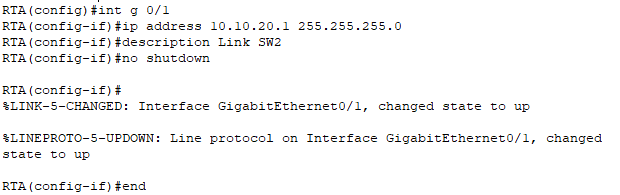 RTA(config)#int g 0/1
RTA(config-if)#ip address 10.10.20.1 255.255.255.0
RTA(config-if)#description Link SW2
RTA(config-if)#no shutdown
RTA(config-if)#
%LINK-5-CHANGED: Interface GigabitEthernet0/1, changed state to up
%LINEPROTO-5-UPDOWN: Line protocol on Interface GigabitEthernet0/1, changed
state to up
RTA(config-if)#end